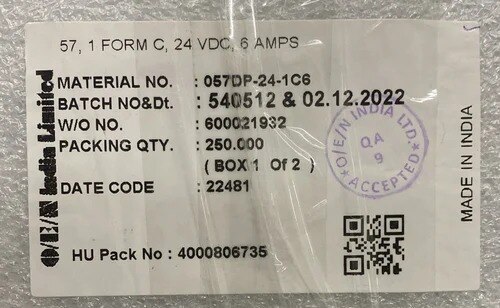 57, 1 FORM C, 24 VDC, 6 AMPS
O/E/N India Limited
MATERIAL NO. : 057DP-24-1C6
BATCH NO&Dt. : 540512 & 02.12.2022
W/O NO. : 600021932
PACKING QTY. : 250.000
( BOX 1 Of 2 )
DATE CODE : 22481
HU Pack No : 4000806735
O/E/N INDIA LTD
QA
9
ACCEPTED
MADE IN INDIA